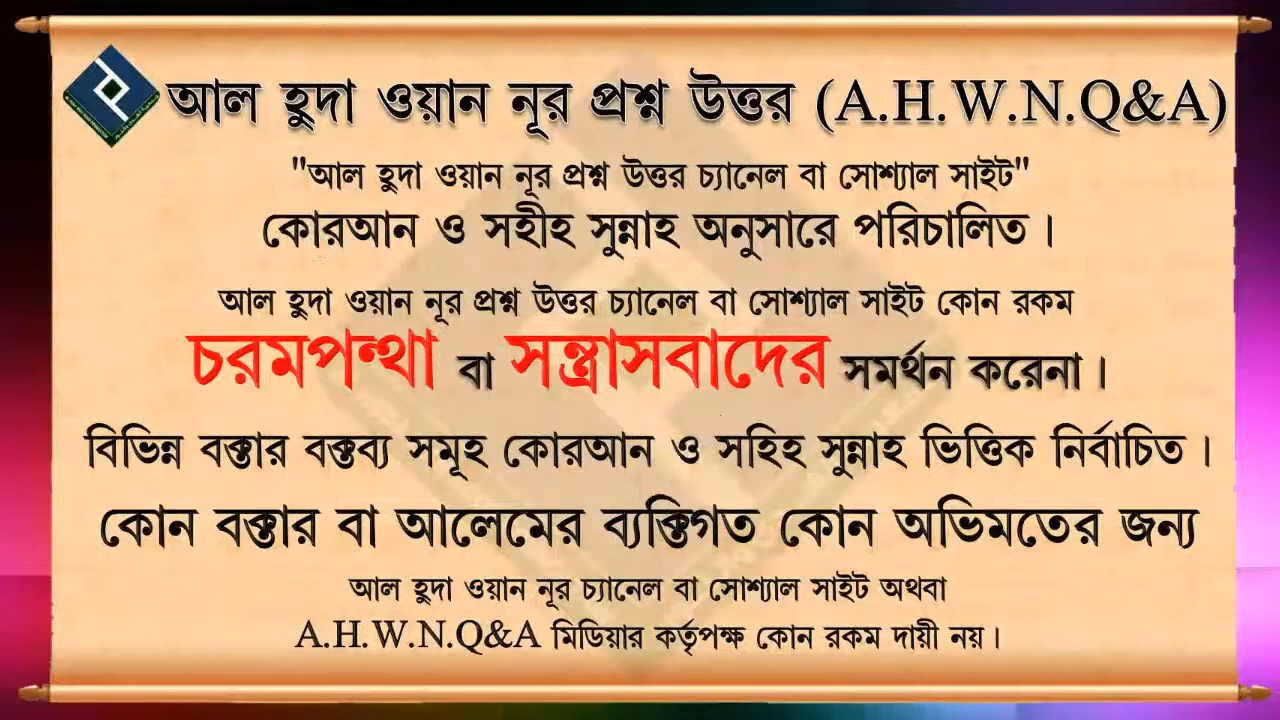 আল হুদা ওয়ান নূর প্রশ্ন উত্তর (A.H.W.N.Q&A)
"আল হুদা ওয়ান নূর প্রশ্ন উত্তর চ্যানেল বা সোশ্যাল সাইট"
কোরআন ও সহীহ সুন্নাহ অনুসারে পরিচালিত।
আল হুদা ওয়ান নূর প্রশ্ন উত্তর চ্যানেল বা সোশ্যাল সাইট কোন রকম
চরমপন্থা বা সন্ত্রাসবাদের সমর্থন করেনা।
বিভিন্ন বক্তার বক্তব্য সমূহ কোরআন ও সহিহ সুন্নাহ ভিত্তিক নির্বাচিত।
কোন বক্তার বা আলেমের ব্যক্তিগত কোন অভিমতের জন্য
আল হুদা ওয়ান নূর চ্যানেল বা সোশ্যাল সাইট অথবা
A.H.W.N.Q&A মিডিয়ার কর্তৃপক্ষ কোন রকম দায়ী নয়।